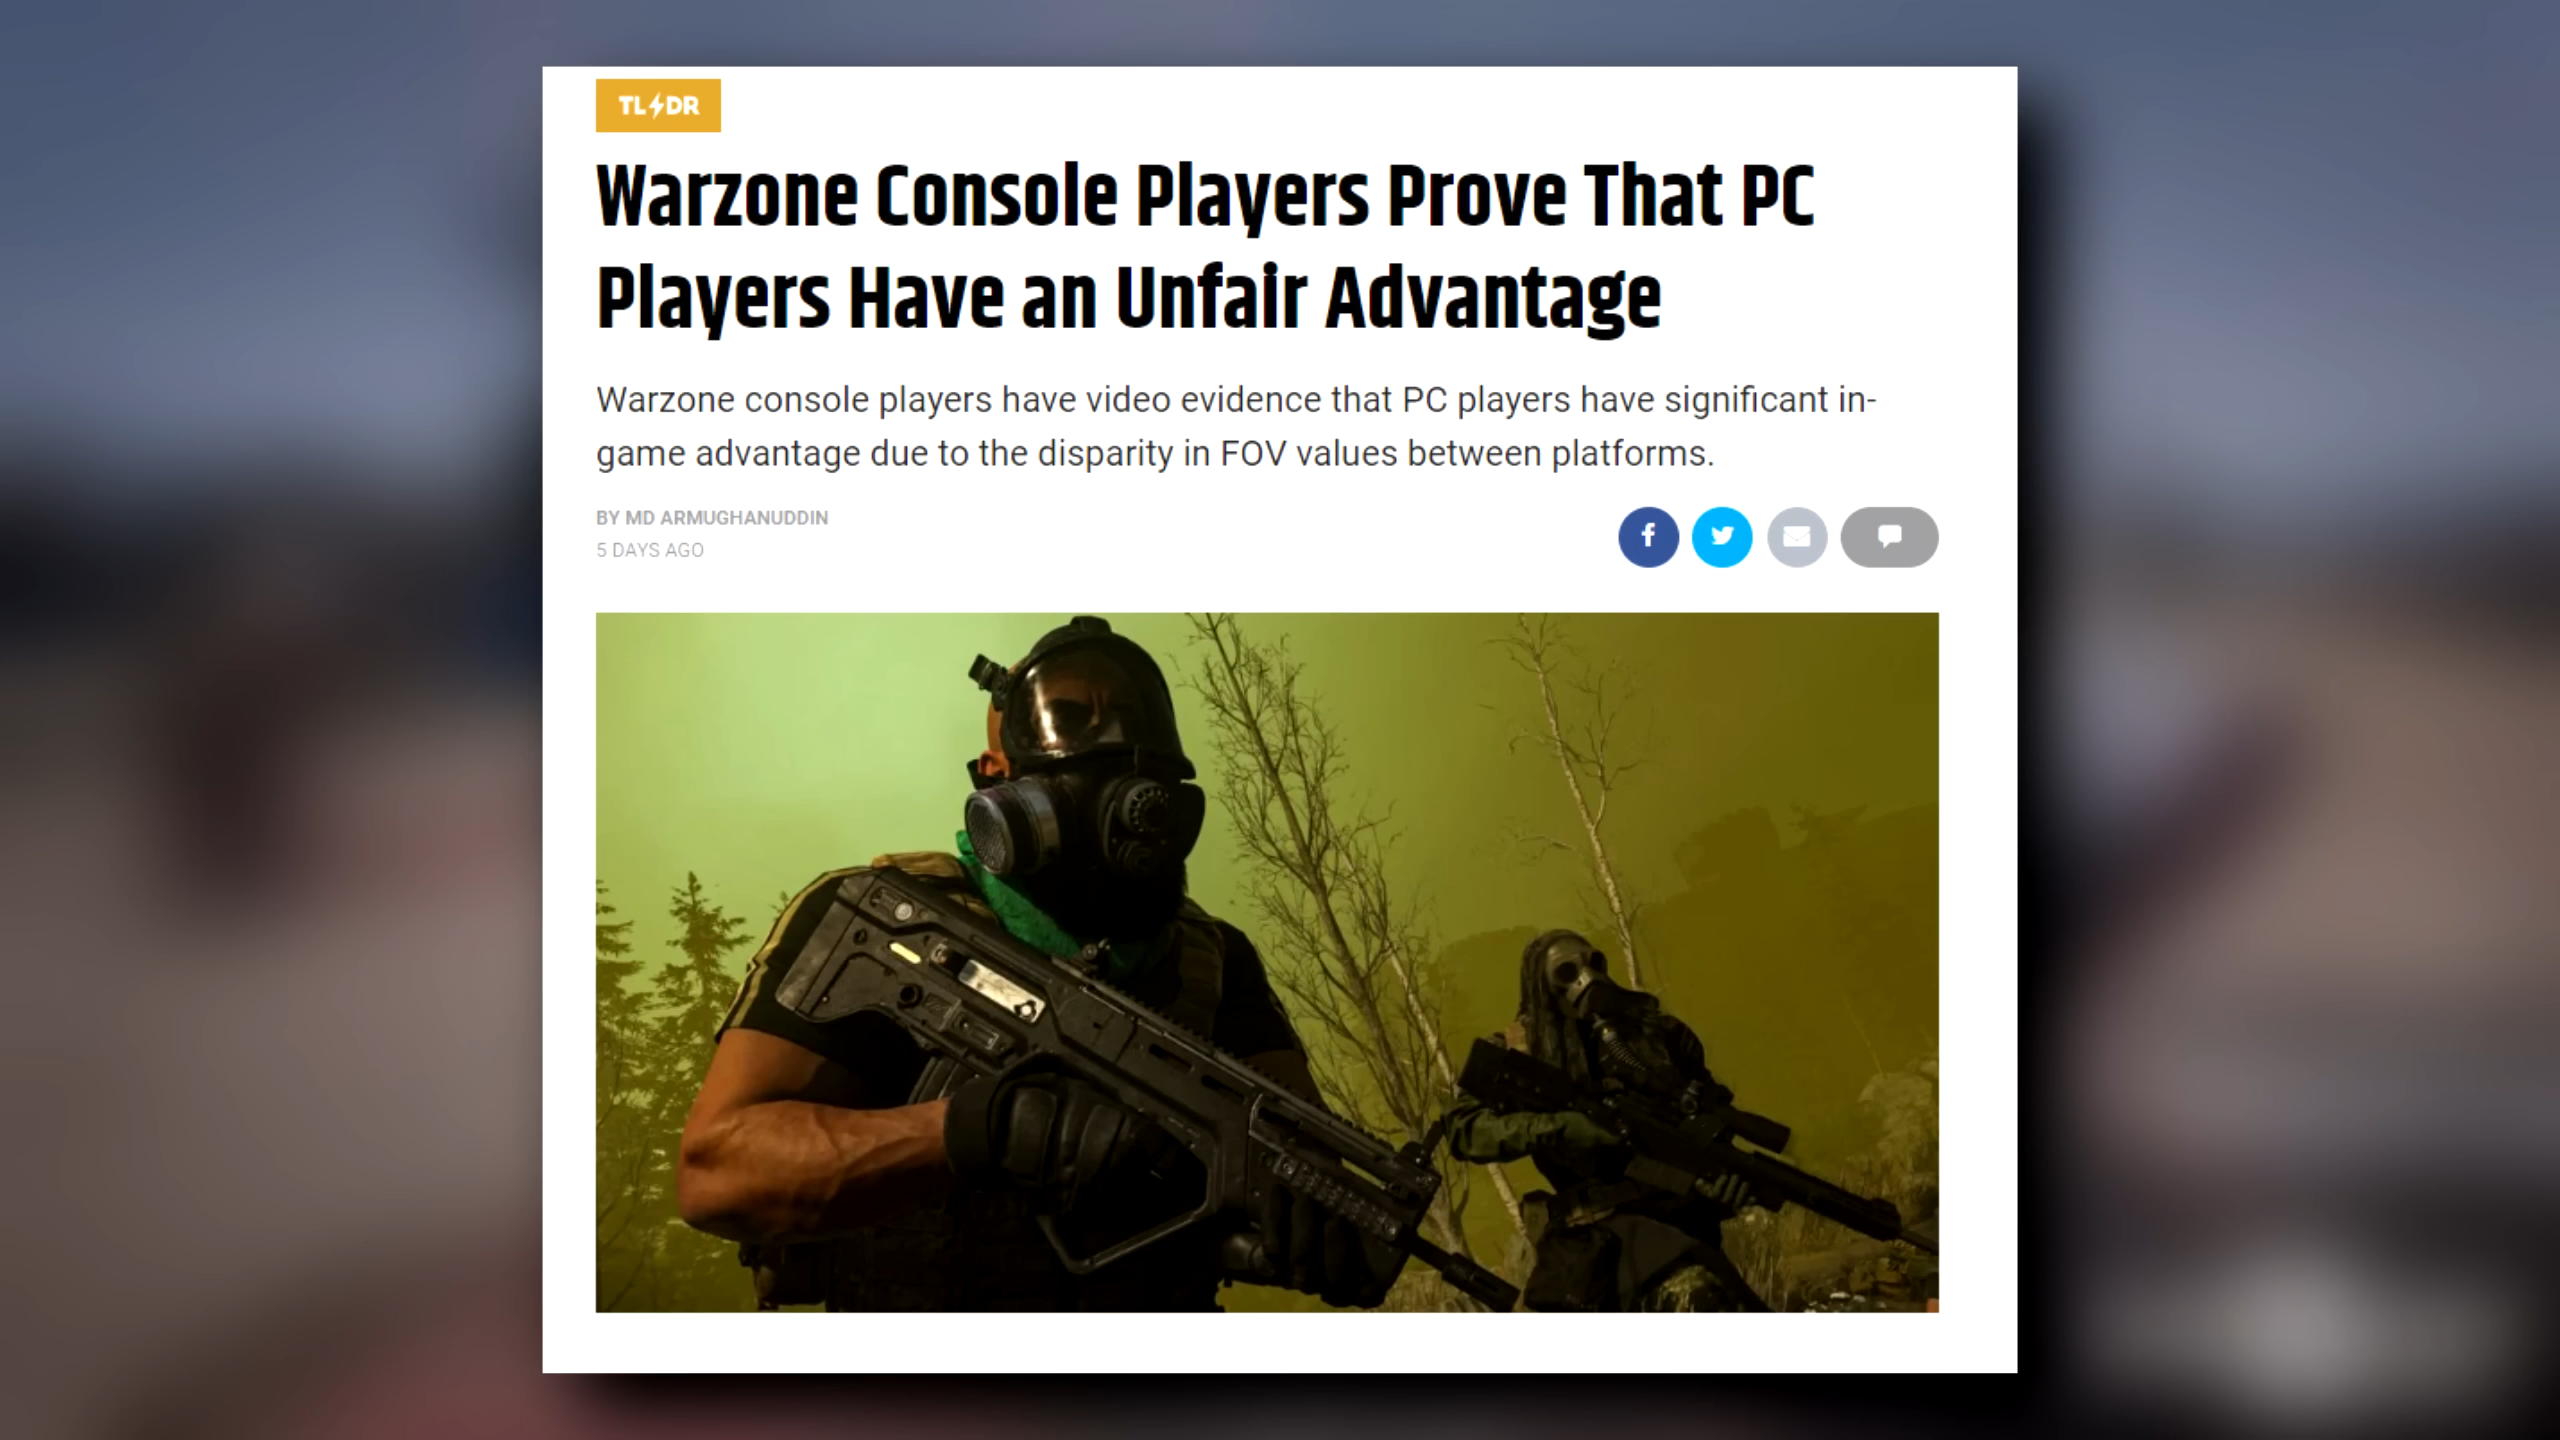 TL DR
Warzone Console Players Prove That PC
Players Have an Unfair Advantage
Warzone console players have video evidence that PC players have significant in-
game advantage due to the disparity in FOV values between platforms.
BY MD ARMUGHANUDDIN
5 DAYS AGO